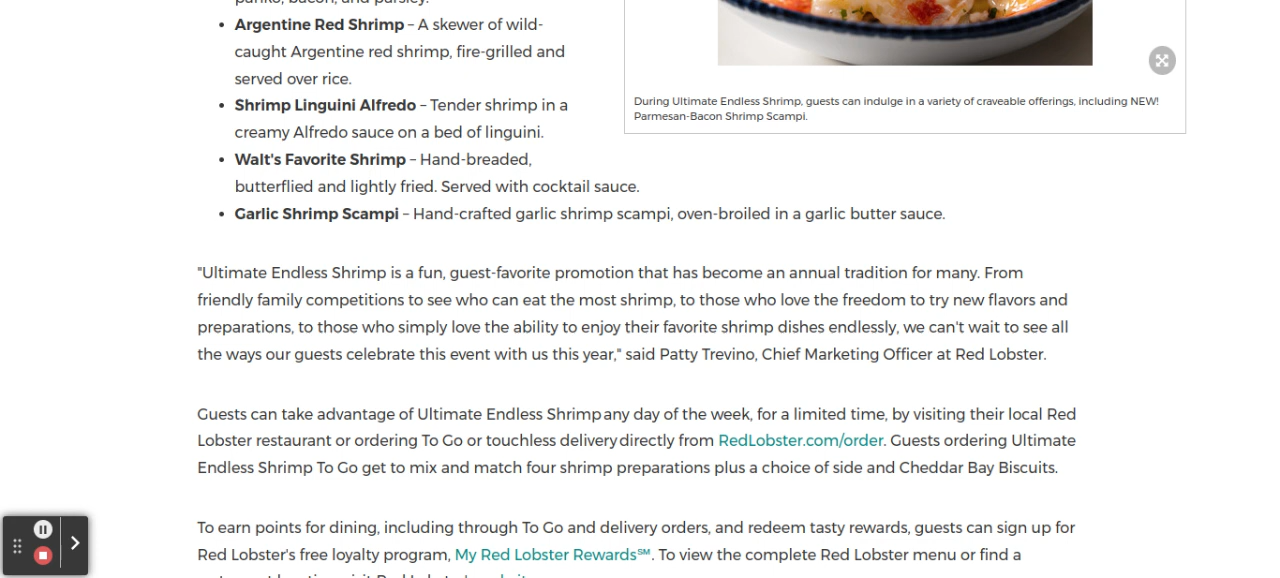 panko, bacon, and parsley.
Argentine Red Shrimp – A skewer of wild-
caught Argentine red shrimp, fire-grilled and
served over rice.
Shrimp Linguini Alfredo – Tender shrimp in a
creamy Alfredo sauce on a bed of linguini.
Walt's Favorite Shrimp – Hand-breaded,
butterflied and lightly fried. Served with cocktail sauce.
Garlic Shrimp Scampi – Hand-crafted garlic shrimp scampi, oven-broiled in a garlic butter sauce.
During Ultimate Endless Shrimp, guests can indulge in a variety of craveable offerings, including NEW!
Parmesan-Bacon Shrimp Scampi.
"Ultimate Endless Shrimp is a fun, guest-favorite promotion that has become an annual tradition for many. From
friendly family competitions to see who can eat the most shrimp, to those who love the freedom to try new flavors and
preparations, to those who simply love the ability to enjoy their favorite shrimp dishes endlessly, we can't wait to see all
the ways our guests celebrate this event with us this year," said Patty Trevino, Chief Marketing Officer at Red Lobster.
Guests can take advantage of Ultimate Endless Shrimp any day of the week, for a limited time, by visiting their local Red
Lobster restaurant or ordering To Go or touchless delivery directly from RedLobster.com/order. Guests ordering Ultimate
Endless Shrimp To Go get to mix and match four shrimp preparations plus a choice of side and Cheddar Bay Biscuits.
To earn points for dining, including through To Go and delivery orders, and redeem tasty rewards, guests can sign up for
Red Lobster's free loyalty program, My Red Lobster Rewards℠. To view the complete Red Lobster menu or find a